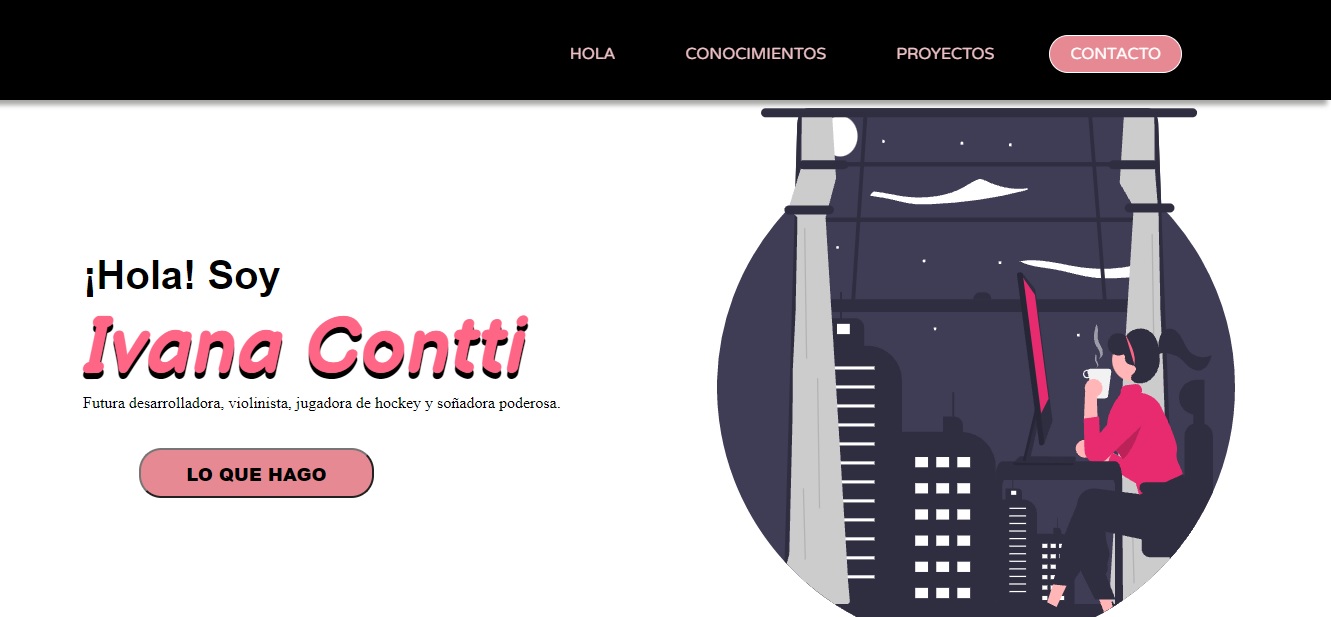 HOLA CONOCIMIENTOS PROYECTOS CONTACTO
¡Hola! Soy
Ivana Contti
Futura desarrolladora, violinista, jugadora de hockey y soñadora poderosa.
LO QUE HAGO